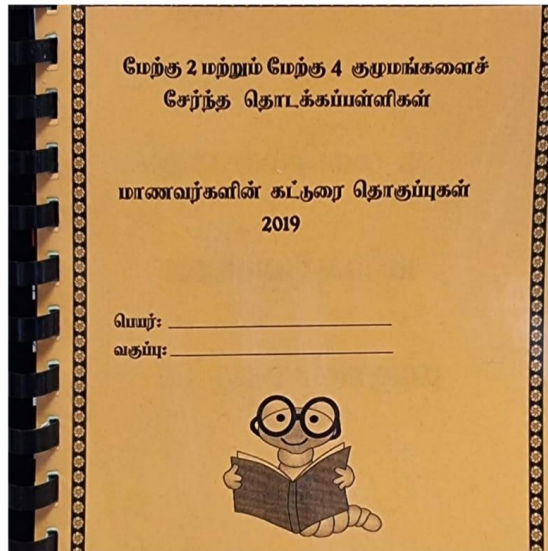 மேற்கு 2 மற்றும் மேற்கு 4 குழுமங்களைச்
சேர்ந்த தொடக்கப்பள்ளிகள்
மாணவர்களின் கட்டுரை தொகுப்புகள்
2019
பெயர்:
வகுப்பு: